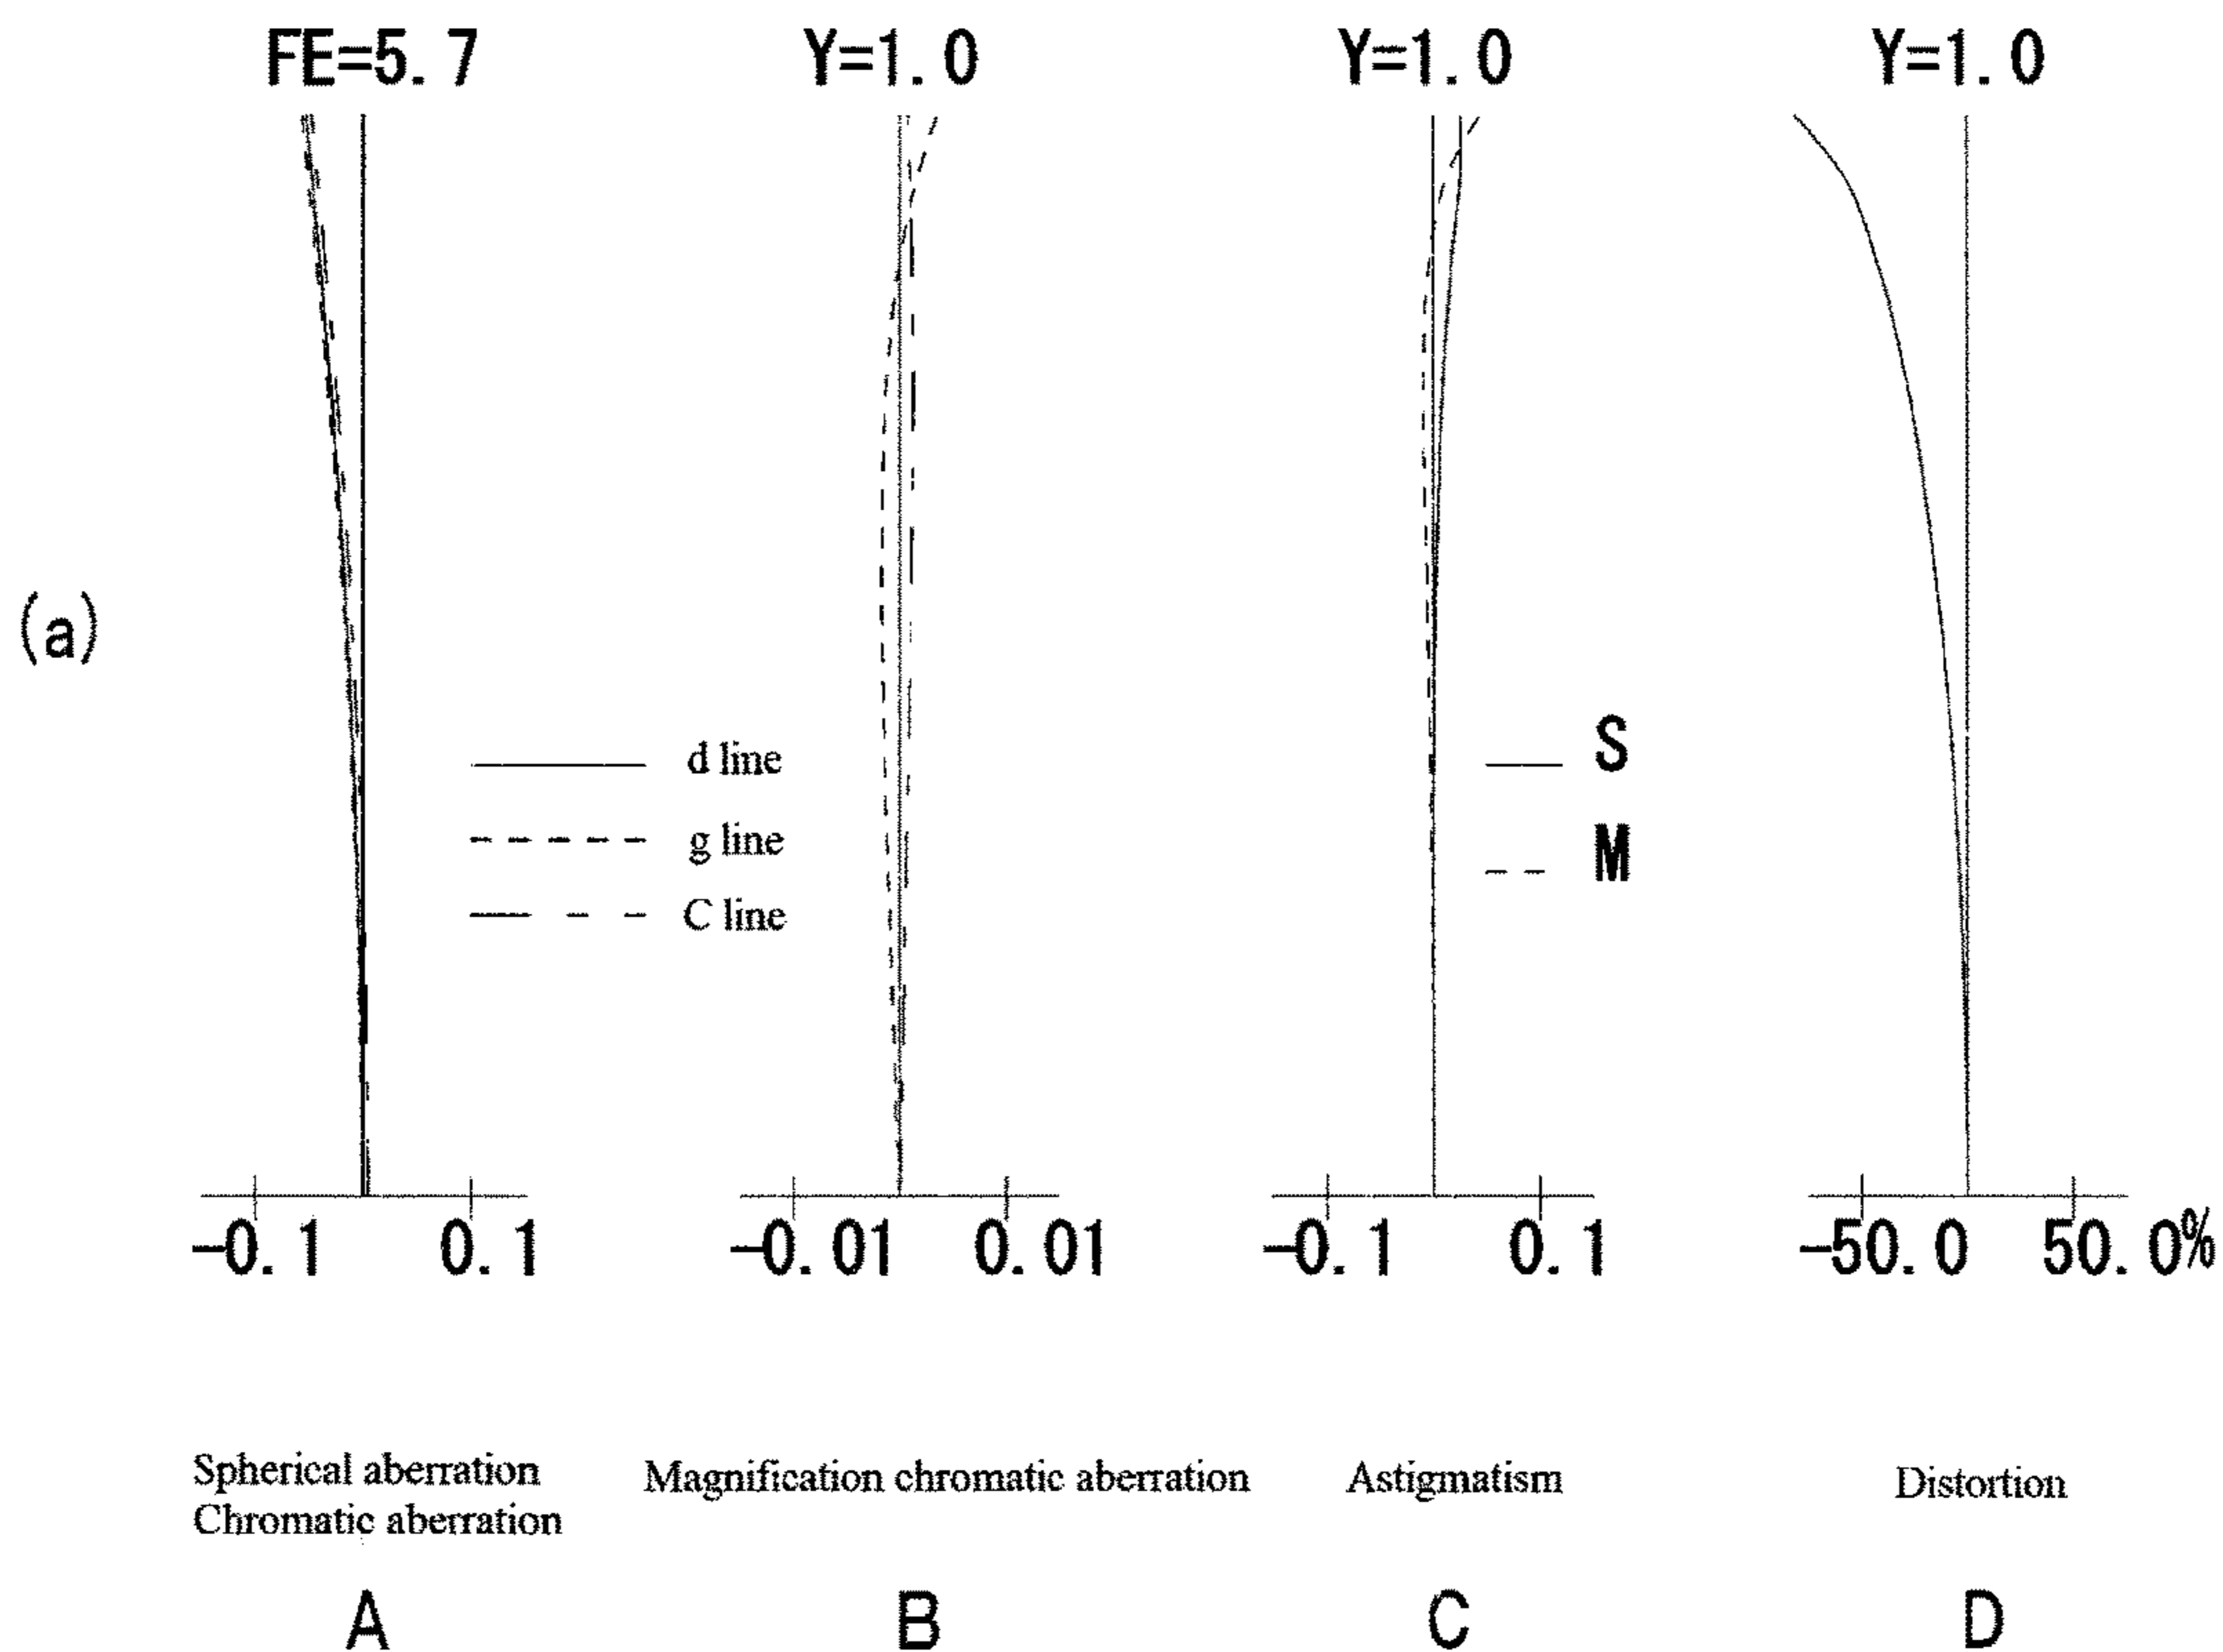 FE=5.7
Y=1.0
Y=1.0
Y=1.0
(a)
d line
g line
C line
S
M
-0.1 0.1
-0.01 0.01
-0.1 0.1
-50.0 50.0%
Spherical aberration
Chromatic aberration
Magnification chromatic aberration
Astigmatism
Distortion
A
B
C
D